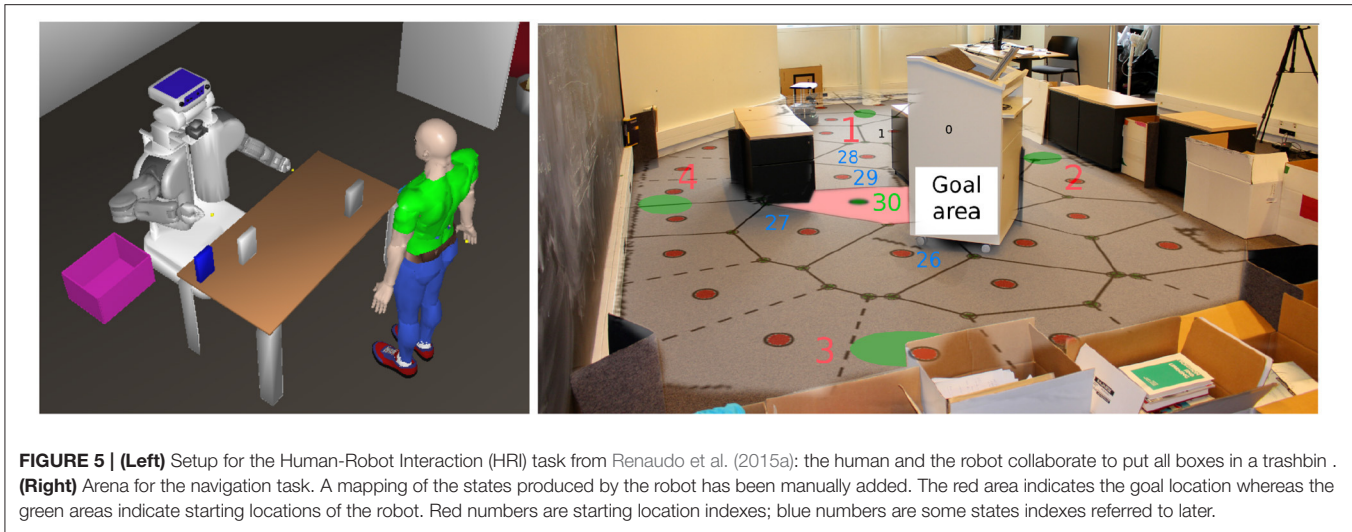 1
1
0
28
4
29
2
Goal
area
30
27
26
3
FIGURE 5 | (Left) Setup for the Human-Robot Interaction (HRI) task from Renaudo et al. (2015a): the human and the robot collaborate to put all boxes in a trashbin .
(Right) Arena for the navigation task. A mapping of the states produced by the robot has been manually added. The red area indicates the goal location whereas the
green areas indicate starting locations of the robot. Red numbers are starting location indexes; blue numbers are some states indexes referred to later.